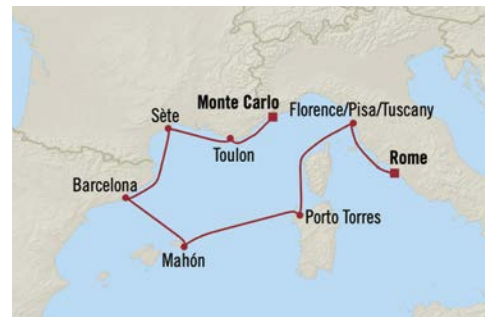 Monte Carlo
Florence/Pisa/Tuscany
Sète
Toulon
Rome
Barcelona
Porto Torres
Mahón